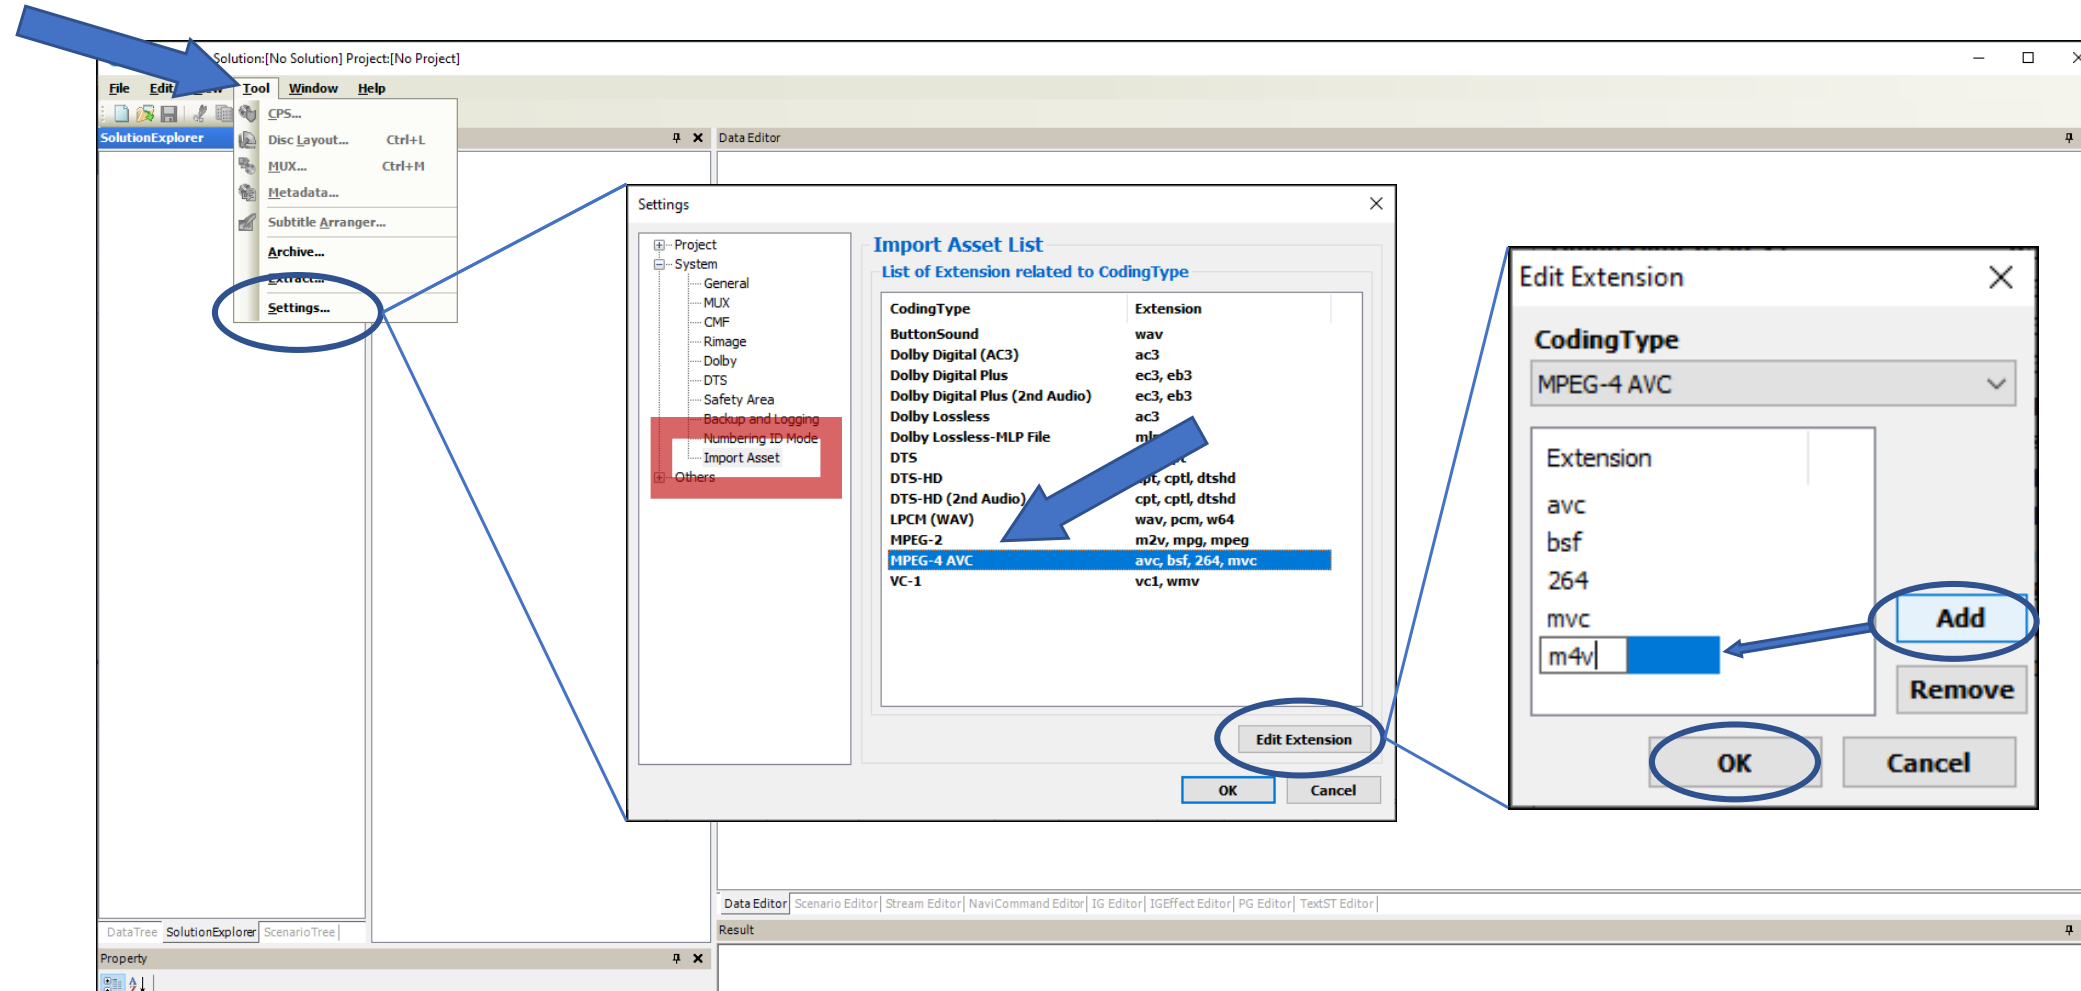 Solution:[No Solution] Project:[No Project]
File Edit Tool Window Help
CPS...
SolutionExplorer
Disc Layout... Ctrl+L
MUX... Ctrl+M
Metadata...
Subtitle Arranger...
Archive...
Extract...
Settings...
Data Editor
Settings
Project
System
General
MUX
CMF
Rimage
Dolby
DTS
Safety Area
Backup and Logging
Numbering ID Mode
Import Asset
Others
Import Asset List
List of Extension related to CodingType
CodingType Extension
ButtonSound wav
Dolby Digital (AC3) ac3
Dolby Digital Plus ec3, eb3
Dolby Digital Plus (2nd Audio) ec3, eb3
Dolby Lossless ac3
Dolby Lossless-MLP File
DTS
DTS-HD cpt, cptl, dtshd
DTS-HD (2nd Audio) cpt, cptl, dtshd
LPCM (WAV) wav, pcm, w64
MPEG-2 m2v, mpg, mpeg
MPEG-4 AVC avc, bsf, 264, mvc
VC-1 vc1, wmv
Edit Extension
OK Cancel
Edit Extension
CodingType
MPEG-4 AVC
Extension
avc
bsf
264
mvc
m4v
Add
Remove
OK Cancel
Data Editor Scenario Editor Stream Editor NaviCommand Editor IG Editor IGEffect Editor PG Editor TextST Editor
DataTree SolutionExplorer ScenarioTree
Result
Property